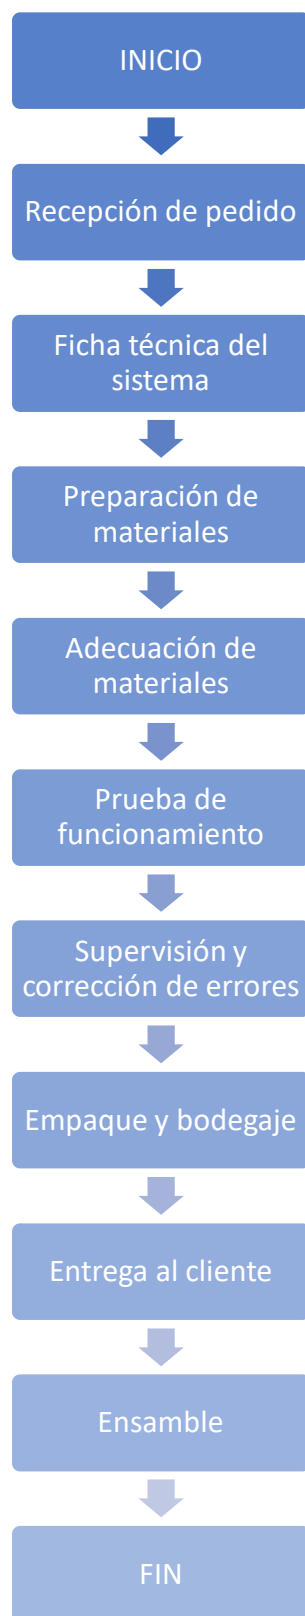 INICIO
Recepción de pedido
Ficha técnica del
sistema
Preparación de
materiales
Adecuación de
materiales
Prueba de
funcionamiento
Supervisión y
corrección de errores
Empaque y bodegaje
Entrega al cliente
Ensamble
FIN